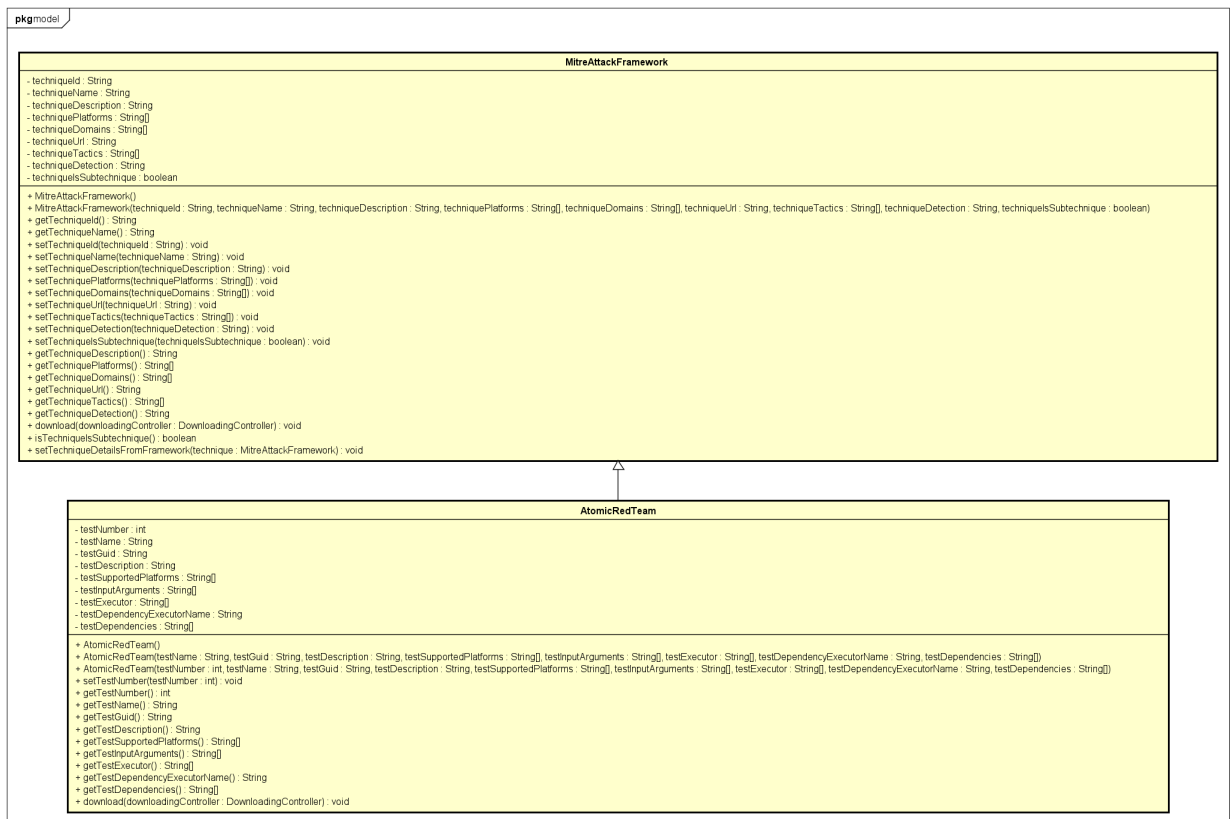 pkg model
MitreAttackFramework
- techniqueId : String
- techniqueName : String
- techniqueDescription : String
- techniquePlatforms : String[]
- techniqueDomains : String[]
- techniqueUrl : String
- techniqueTactics : String[]
- techniqueDetection : String
- techniqueIsSubtechnique : boolean
+ MitreAttackFramework()
+ MitreAttackFramework(techniqueId : String, techniqueName : String, techniqueDescription : String, techniquePlatforms : String[], techniqueDomains : String[], techniqueUrl : String, techniqueTactics : String[], techniqueDetection : String, techniqueIsSubtechnique : boolean)
+ getTechniqueId() : String
+ getTechniqueName() : String
+ setTechniqueId(techniqueId : String) : void
+ setTechniqueName(techniqueName : String) : void
+ setTechniqueDescription(techniqueDescription : String) : void
+ setTechniquePlatforms(techniquePlatforms : String[]) : void
+ setTechniqueDomains(techniqueDomains : String[]) : void
+ setTechniqueUrl(techniqueUrl : String) : void
+ setTechniqueTactics(techniqueTactics : String[]) : void
+ setTechniqueDetection(techniqueDetection : String) : void
+ setTechniqueIsSubtechnique(techniqueIsSubtechnique : boolean) : void
+ getTechniqueDescription() : String
+ getTechniquePlatforms() : String[]
+ getTechniqueDomains() : String[]
+ getTechniqueUrl() : String
+ getTechniqueTactics() : String[]
+ getTechniqueDetection() : String
+ download(downloadingController : DownloadingController) : void
+ isTechniqueIsSubtechnique() : boolean
+ setTechniqueDetailsFromFramework(technique : MitreAttackFramework) : void
AtomicRedTeam
- testNumber : int
- testName : String
- testGuid : String
- testDescription : String
- testSupportedPlatforms : String[]
- testInputArguments : String[]
- testExecutor : String[]
- testDependencyExecutorName : String
- testDependencies : String[]
+ AtomicRedTeam()
+ AtomicRedTeam(testName : String, testGuid : String, testDescription : String, testSupportedPlatforms : String[], testInputArguments : String[], testExecutor : String[], testDependencyExecutorName : String, testDependencies : String[])
+ AtomicRedTeam(testNumber : int, testName : String, testGuid : String, testDescription : String, testSupportedPlatforms : String[], testInputArguments : String[], testExecutor : String[], testDependencyExecutorName : String, testDependencies : String[])
+ setTestNumber(testNumber : int) : void
+ getTestNumber() : int
+ getTestName() : String
+ getTestGuid() : String
+ getTestDescription() : String
+ getTestSupportedPlatforms() : String[]
+ getTestInputArguments() : String[]
+ getTestExecutor() : String[]
+ getTestDependencyExecutorName() : String
+ getTestDependencies() : String[]
+ download(downloadingController : DownloadingController) : void